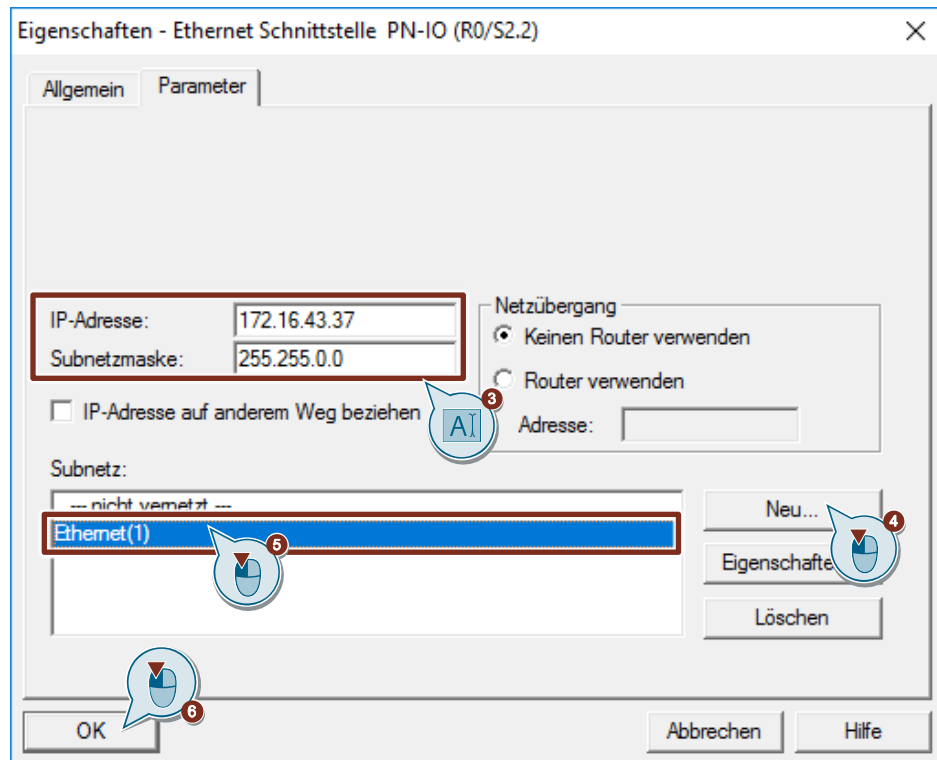 Eigenschaften - Ethernet Schnittstelle PN-IO (R0/S2.2)
Allgemein
Parameter
IP-Adresse: 172.16.43.37
Subnetzmaske: 255.255.0.0
IP-Adresse auf anderem Weg beziehen
Netzübergang
Keinen Router verwenden
Router verwenden
Adresse:
3
AI
Subnetz:
--- nicht vernetzt ---
Ethernet(1)
5
Neu...
4
Eigenschafte
Löschen
6
OK
Abbrechen
Hilfe